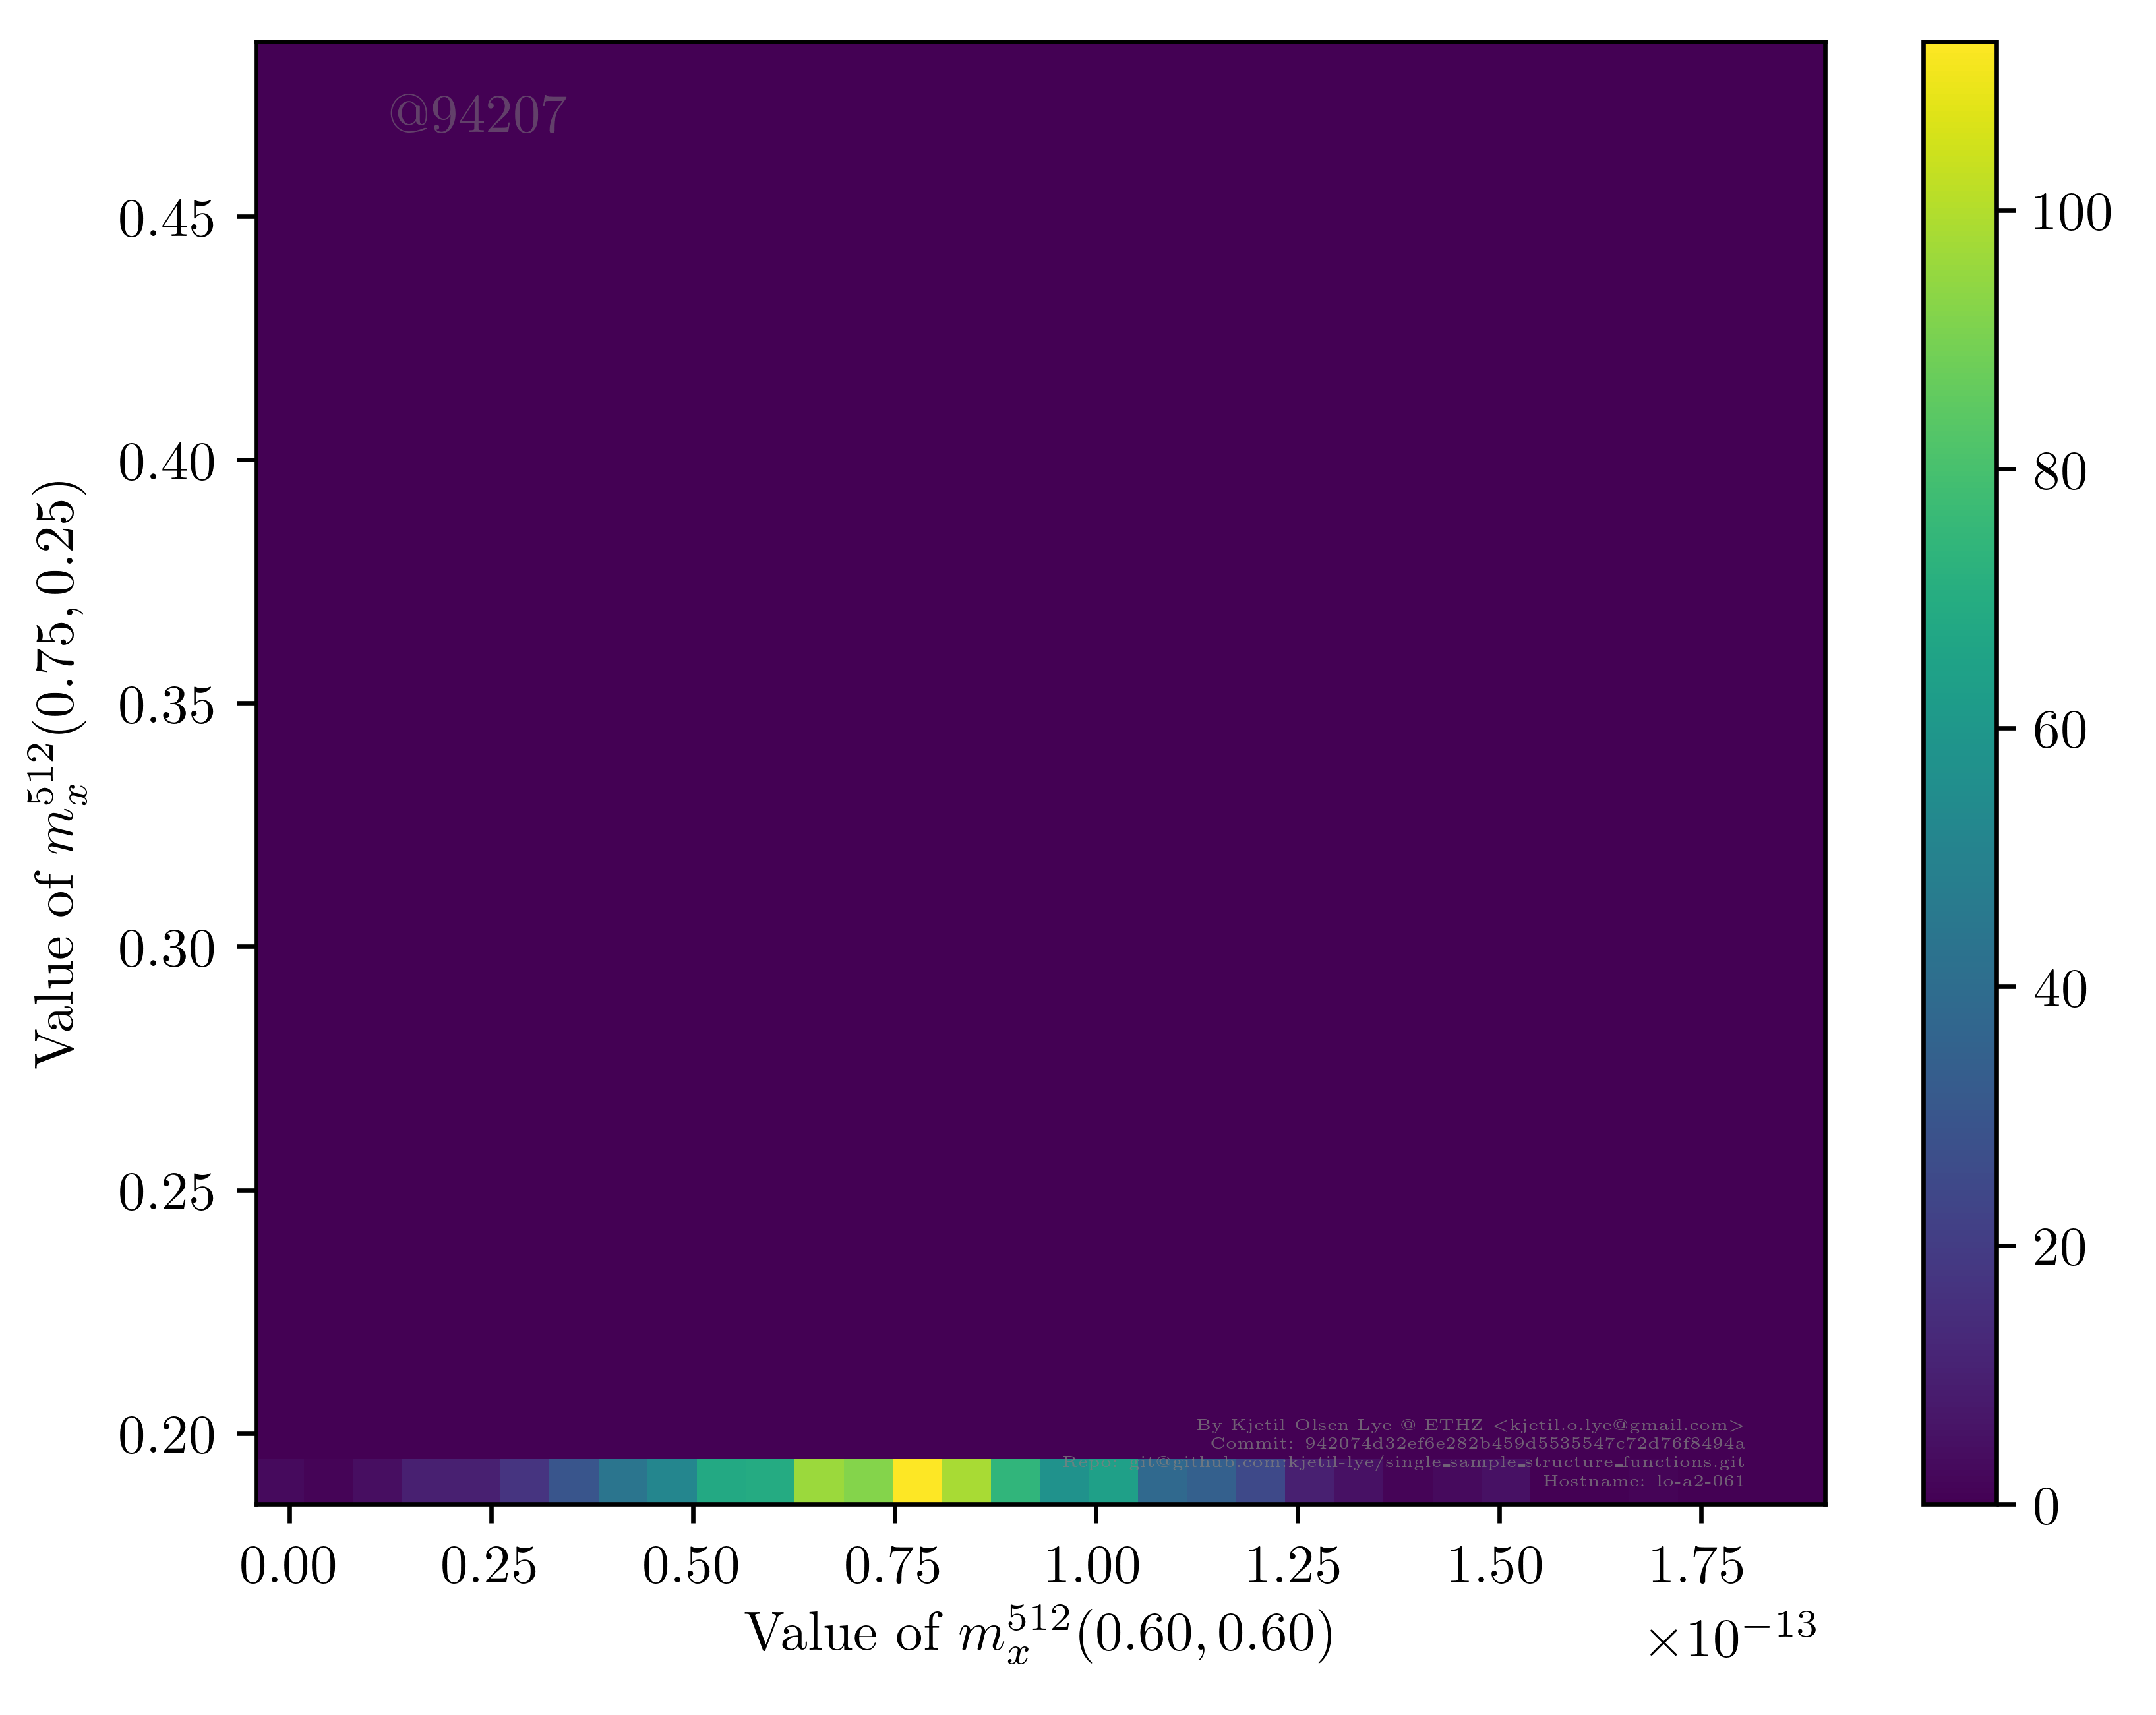 @94207
0.45
0.40
0.35
0.30
0.25
0.20
Value of m_x^512(0.75, 0.25)
100
80
60
40
20
0
By Kjetil Olsen Lye @ ETHZ <kjetil.o.lye@gmail.com>
Commit: 942074d32ef6e282b459d5535547c72d76f8494a
Repo: git@github.com:kjetil-lye/single_sample_structure_functions.git
Hostname: lo-a2-061
0.00 0.25 0.50 0.75 1.00 1.25 1.50 1.75
Value of m_x^512(0.60, 0.60)
×10^−13